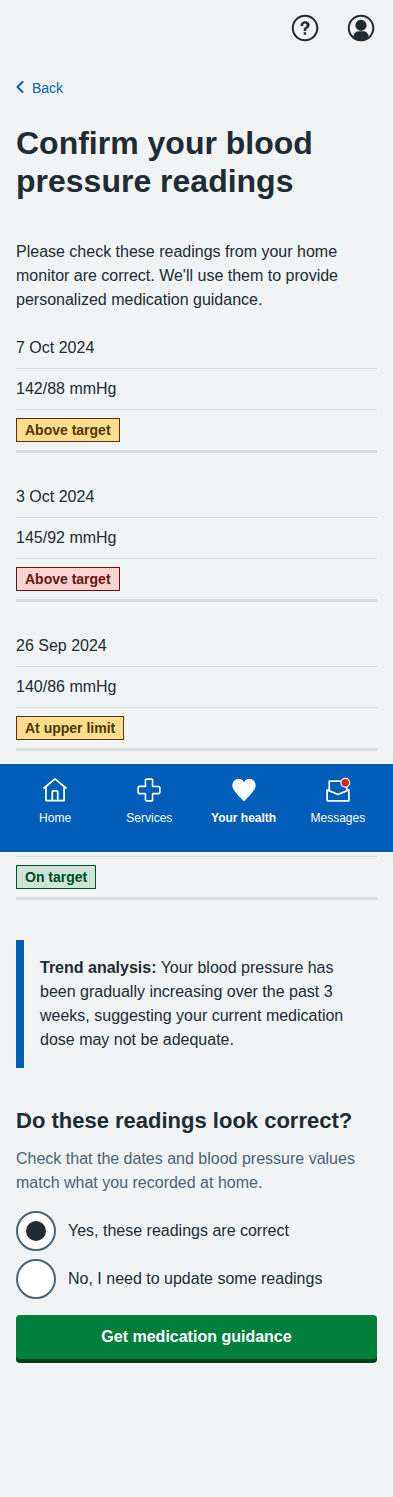 Back
Confirm your blood
pressure readings
Please check these readings from your home
monitor are correct. We'll use them to provide
personalized medication guidance.
7 Oct 2024
142/88 mmHg
Above target
3 Oct 2024
145/92 mmHg
Above target
26 Sep 2024
140/86 mmHg
At upper limit
Home Services Your health Messages
On target
Trend analysis: Your blood pressure has
been gradually increasing over the past 3
weeks, suggesting your current medication
dose may not be adequate.
Do these readings look correct?
Check that the dates and blood pressure values
match what you recorded at home.
Yes, these readings are correct
No, I need to update some readings
Get medication guidance